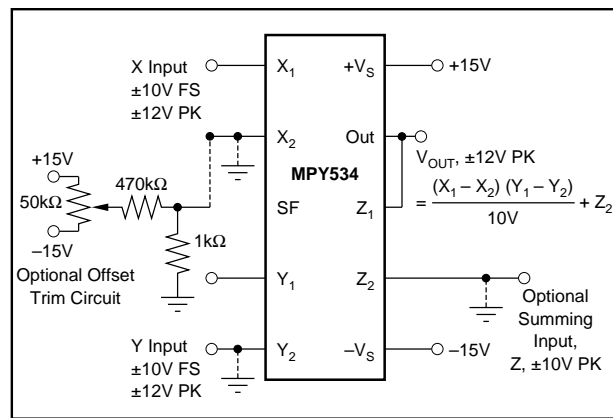 X Input
±10V FS
±12V PK
X1
+VS
+15V
X2
Out
MPY534
VOUT, ±12V PK
= (X1 – X2) (Y1 – Y2) / 10V + Z2
+15V
50kΩ
470kΩ
SF
Z1
–15V
1kΩ
Optional Offset
Trim Circuit
Y1
Z2
Optional
Summing
Input,
Z, ±10V PK
Y Input
±10V FS
±12V PK
Y2
–VS
–15V